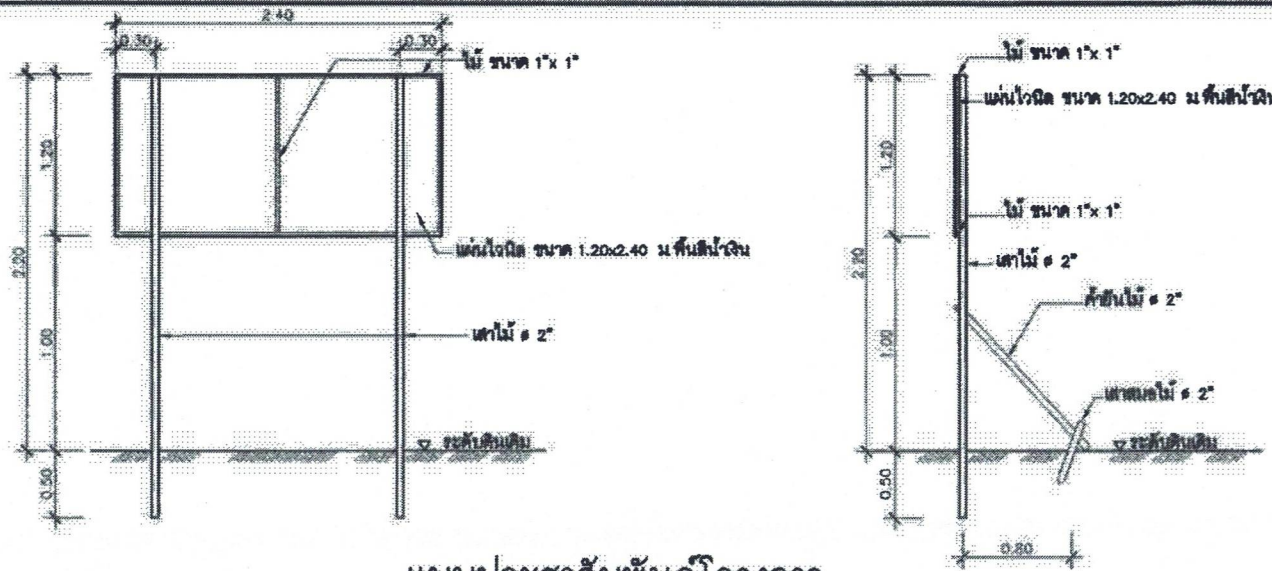 2.40
0.30
0.30
ไม้ ขนาด 1"x 1"
1.20
2.20
แผ่นไวนิล ขนาด 1.20x2.40 ม.พื้นสีน้ำเงิน
1.00
เสาไม้ ø 2"
ระดับดินเดิม
0.50
ไม้ ขนาด 1"x 1"
แผ่นไวนิล ขนาด 1.20x2.40 ม.พื้นสีน้ำเงิน
1.20
ไม้ ขนาด 1"x 1"
2.20
เสาไม้ ø 2"
ค้ำยันไม้ ø 2"
1.00
เสาสมอไม้ ø 2"
ระดับดินเดิม
0.50
0.80